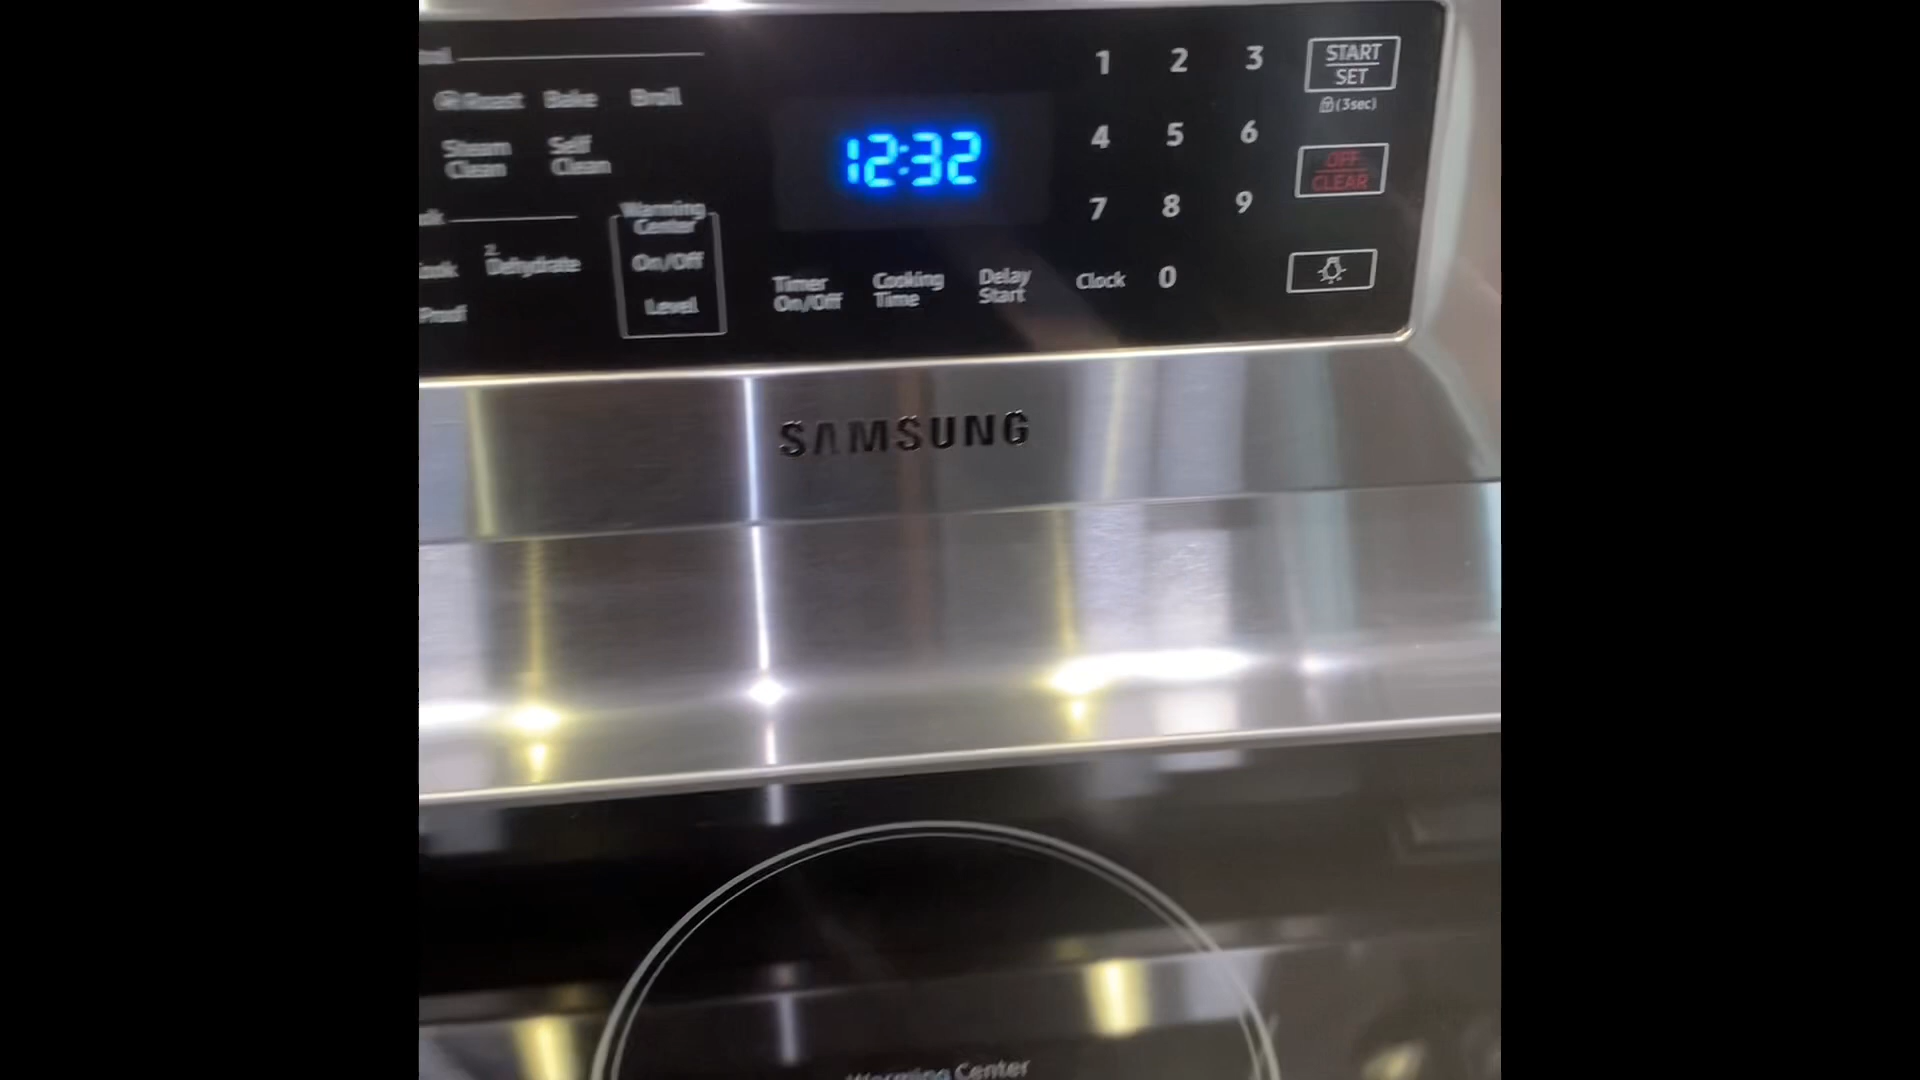 Roast Bake Broil
Steam Clean
Self Clean
2.
Dehydrate
Proof
Warming Center
On/Off
Level
12:32
Timer On/Off
Cooking Time
Delay Start
Clock
1 2 3
4 5 6
7 8 9
0
START
SET
(3sec)
OFF
CLEAR
SAMSUNG
Warming Center